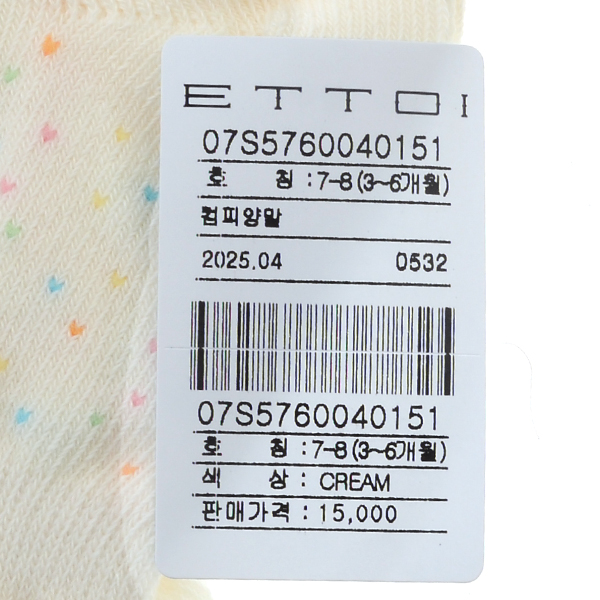 ETTOI
07S5760040151
호 칭 : 7-8(3~6개월)
컴피양말
2025.04 0532
07S5760040151
호 칭 : 7-8(3~6개월)
색 상 : CREAM
판매가격 : 15,000